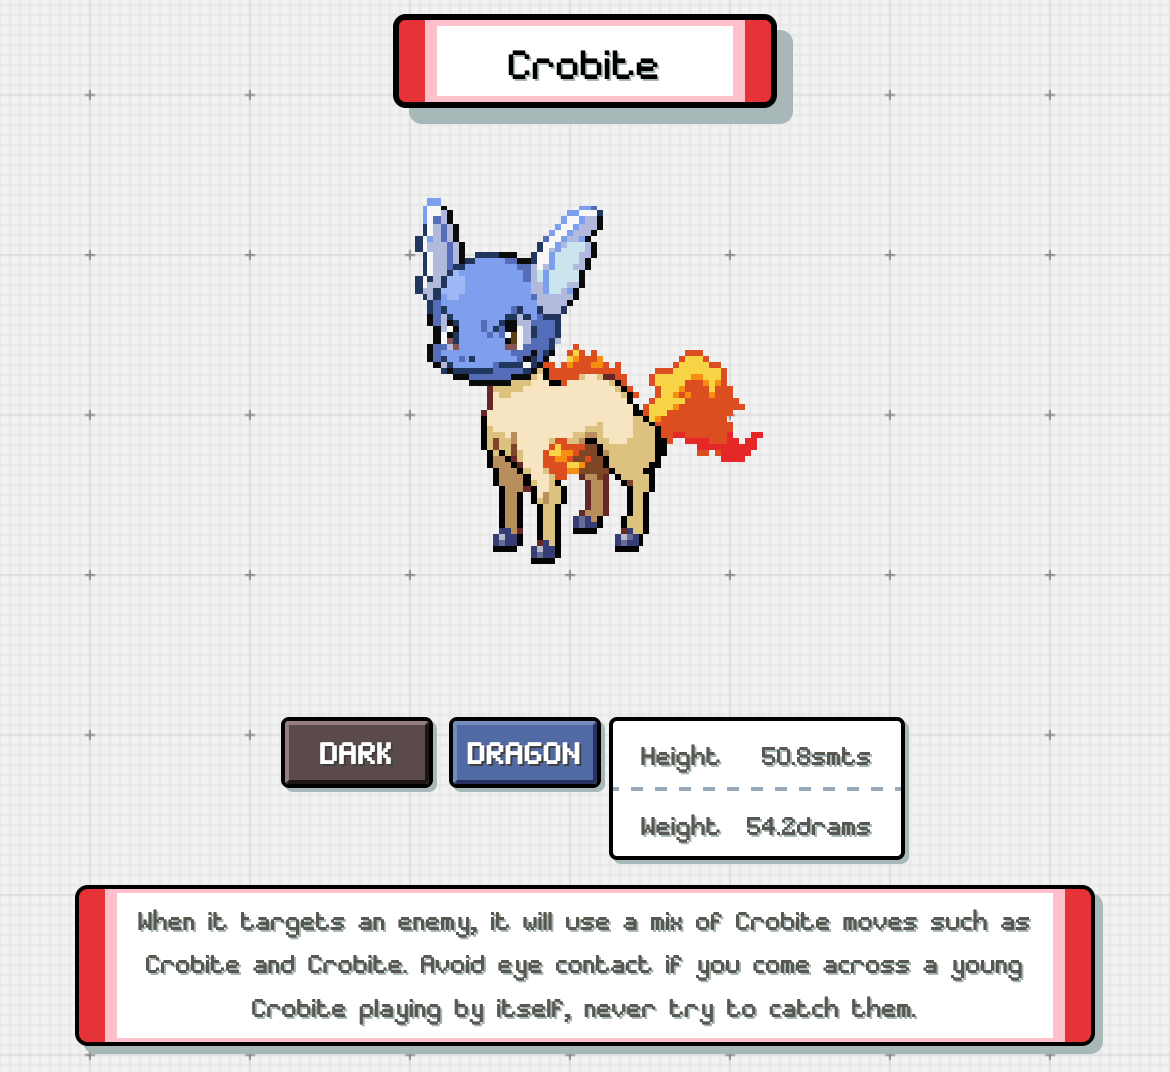 Crobite
DARK
DRAGON
Height 50.8smts
Weight 54.2drams
When it targets an enemy, it will use a mix of Crobite moves such as
Crobite and Crobite. Avoid eye contact if you come across a young
Crobite playing by itself, never try to catch them.